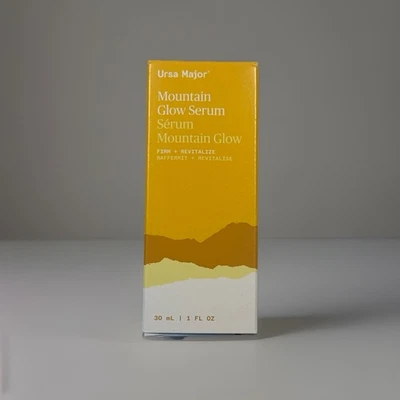 Ursa Major
Mountain
Glow Serum
Sérum
Mountain Glow
FIRM + REVITALIZE
RAFFERMIT + REVITALISE
30 mL | 1 FL OZ